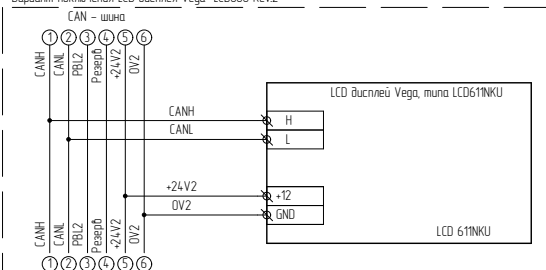 CAN - шина
1 2 3 4 5 6
CANH
CANL
PBL2
Резерв
+24V2
0V2
LCD дисплей Vega, типа LCD611NKU
CANH
H
CANL
L
+24V2
+12
0V2
GND
LCD 611NKU
CANH
CANL
PBL2
Резерв
+24V2
0V2
1 2 3 4 5 6